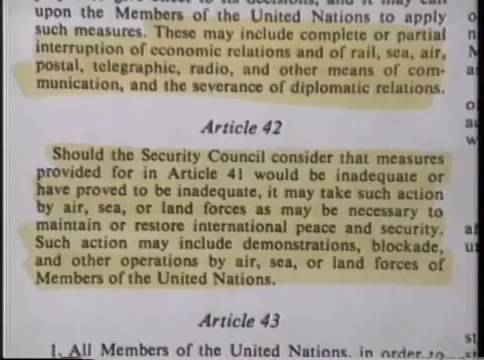 upon the Members of the United Nations to apply
such measures. These may include complete or partial
interruption of economic relations and of rail, sea, air,
postal, telegraphic, radio, and other means of com-
munication, and the severance of diplomatic relations.
Article 42
Should the Security Council consider that measures
provided for in Article 41 would be inadequate or
have proved to be inadequate, it may take such action
by air, sea, or land forces as may be necessary to
maintain or restore international peace and security.
Such action may include demonstrations, blockade,
and other operations by air, sea, or land forces of
Members of the United Nations.
Article 43
1. All Members of the United Nations, in order to